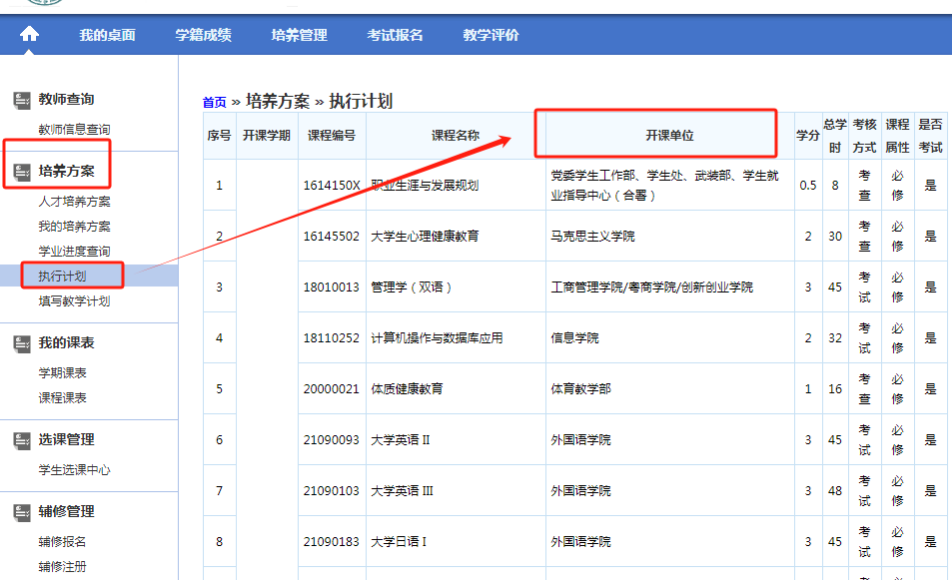 我的桌面 学籍成绩 培养管理 考试报名 教学评价
教师查询
教师信息查询
培养方案
人才培养方案
我的培养方案
学业进度查询
执行计划
填写教学计划
我的课表
学期课表
课程课表
选课管理
学生选课中心
辅修管理
辅修报名
辅修注册
首页 » 培养方案 » 执行计划
序号 开课学期 课程编号 课程名称 开课单位 学分 总学时 考核方式 课程属性 是否考试
1 1614150X 职业生涯与发展规划 党委学生工作部、学生处、武装部、学生就业指导中心（合署） 0.5 8 考查 必修 是
2 16145502 大学生心理健康教育 马克思主义学院 2 30 考查 必修 是
3 18010013 管理学（双语） 工商管理学院/粤商学院/创新创业学院 3 45 考试 必修 是
4 18110252 计算机操作与数据库应用 信息学院 2 32 考试 必修 是
5 20000021 体质健康教育 体育教学部 1 16 考查 必修 是
6 21090093 大学英语 II 外国语学院 3 45 考试 必修 是
7 21090103 大学英语 III 外国语学院 3 48 考试 必修 是
8 21090183 大学日语 I 外国语学院 3 45 考试 必修 是